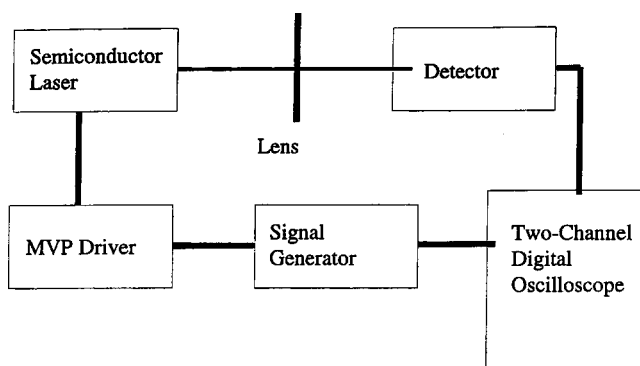 Semiconductor
Laser
Detector
Lens
MVP Driver
Signal
Generator
Two-Channel
Digital
Oscilloscope